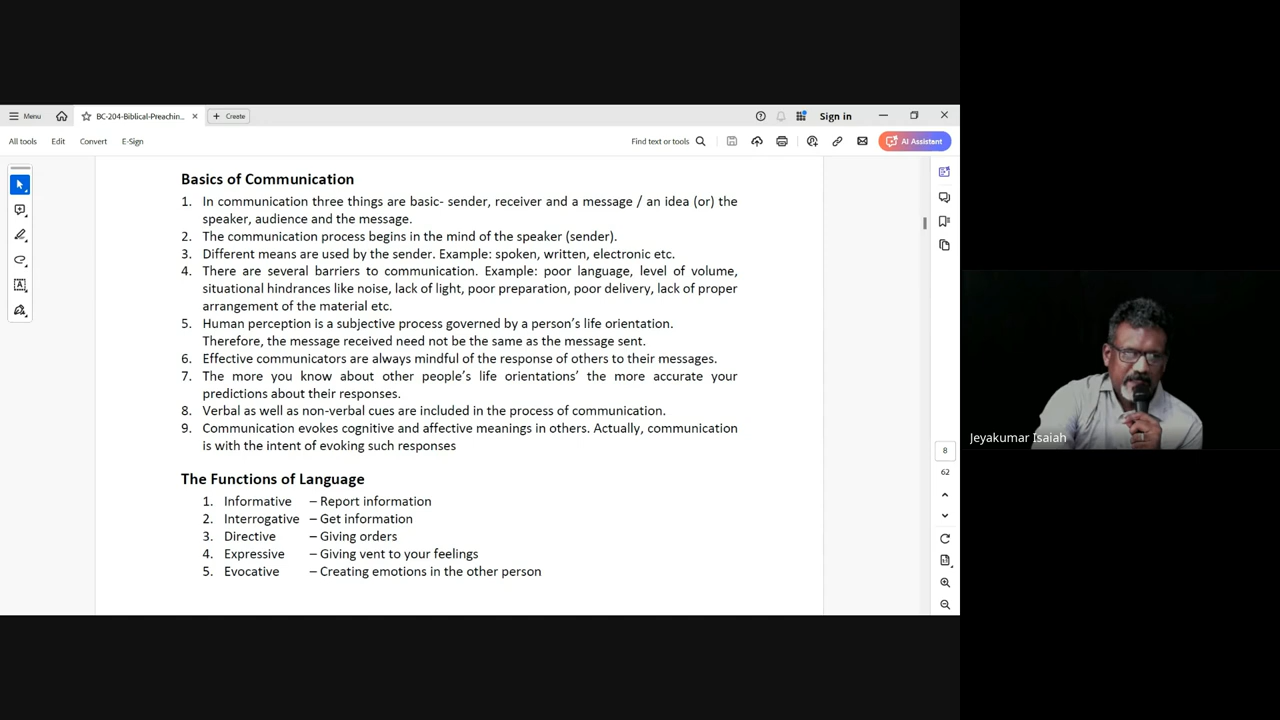 Menu
BC-204-Biblical-Preachin...
Create
Sign in
All tools
Edit
Convert
E-Sign
Find text or tools
AI Assistant
Basics of Communication
1. In communication three things are basic- sender, receiver and a message / an idea (or) the
speaker, audience and the message.
2. The communication process begins in the mind of the speaker (sender).
3. Different means are used by the sender. Example: spoken, written, electronic etc.
4. There are several barriers to communication. Example: poor language, level of volume,
situational hindrances like noise, lack of light, poor preparation, poor delivery, lack of proper
arrangement of the material etc.
5. Human perception is a subjective process governed by a person’s life orientation.
Therefore, the message received need not be the same as the message sent.
6. Effective communicators are always mindful of the response of others to their messages.
7. The more you know about other people’s life orientations’ the more accurate your
predictions about their responses.
8. Verbal as well as non-verbal cues are included in the process of communication.
9. Communication evokes cognitive and affective meanings in others. Actually, communication
is with the intent of evoking such responses
The Functions of Language
1. Informative – Report information
2. Interrogative – Get information
3. Directive – Giving orders
4. Expressive – Giving vent to your feelings
5. Evocative – Creating emotions in the other person
8
62
Jeyakumar Isaiah